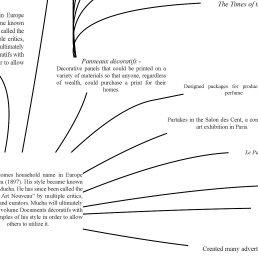 in Europe
me known
called the
ple critics,
ultimately
ratifs with
r to allow
The Times of t
Panneaux décoratifs -
Decorative panels that could be printed on a
variety of materials so that anyone, regardless
of wealth, could purchase a print for their
homes.
Designed packages for produc
perfume
Partakes in the Salon des Cent, a con
art exhibition in Paris
Le Pa
comes household name in Europe
a (1897). His style became known
Mucha. He has since been called the
Art Nouveau" by multiple critics,
and curators. Mucha will ultimately
volume Documents décoratifs with
mples of his style in order to allow
others to utilize it.
Created many advert